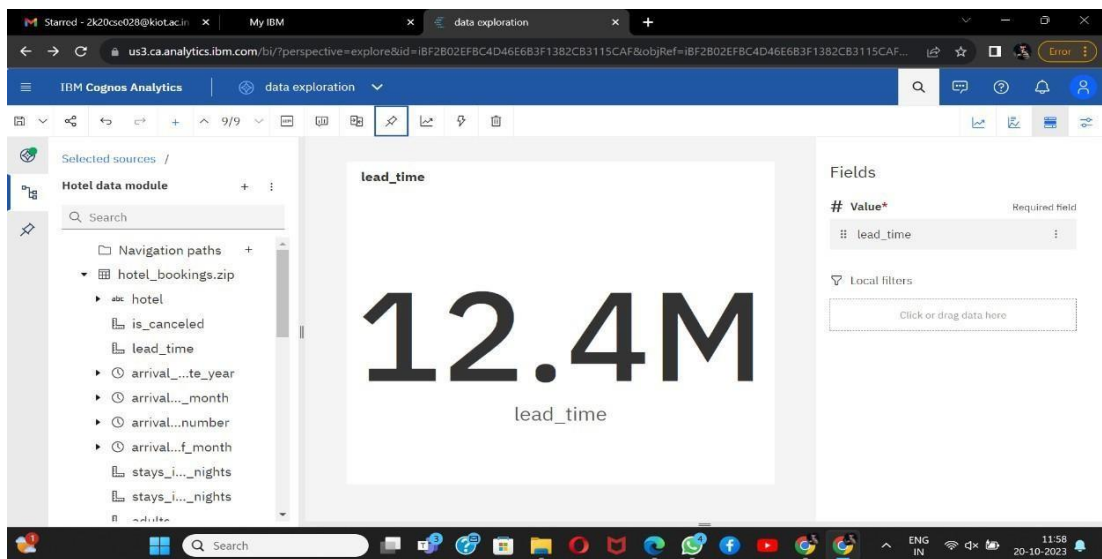 Starred - 2k20cse028@kiot.ac.in
My IBM
data exploration
us3.ca.analytics.ibm.com/bi/?perspective=explore&id=iBF2B02EFBC4D46E6B3F1382CB3115CAF&objRef=iBF2B02EFBC4D46E6B3F1382CB3115CAF...
Error
IBM Cognos Analytics
data exploration
9/9
Selected sources /
Hotel data module
Search
Navigation paths
hotel_bookings.zip
abc hotel
is_canceled
lead_time
arrival_...te_year
arrival..._month
arrival...number
arrival...f_month
stays_i..._nights
stays_i..._nights
adults
lead_time
12.4M
lead_time
Fields
# Value*
Required field
lead_time
Local filters
Click or drag data here
Search
ENG
IN
11:58
20-10-2023